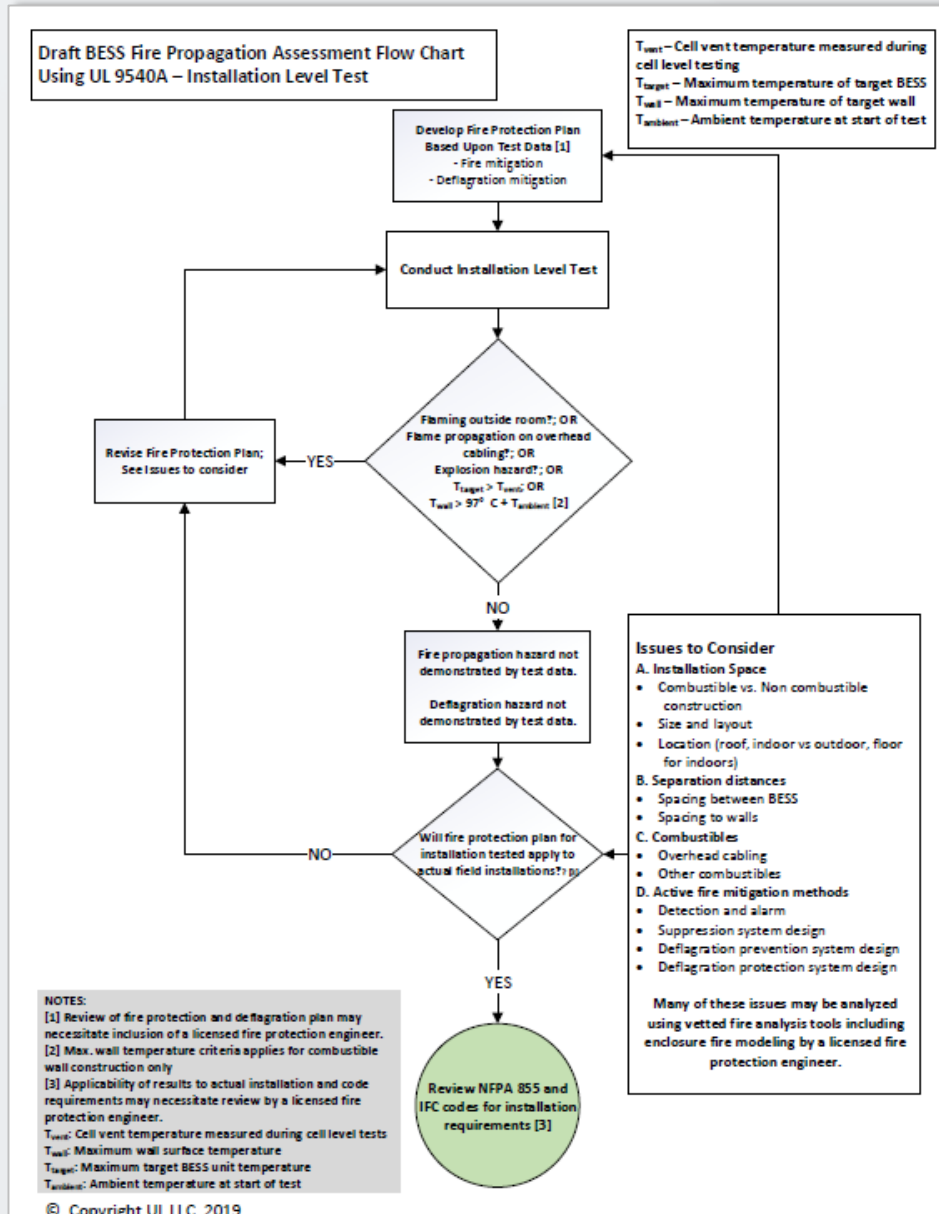 Draft BESS Fire Propagation Assessment Flow Chart
Using UL 9540A – Installation Level Test
T vent – Cell vent temperature measured during
cell level testing
T target – Maximum temperature of target BESS
T wall – Maximum temperature of target wall
T ambient – Ambient temperature at start of test
Develop Fire Protection Plan
Based Upon Test Data [1]
- Fire mitigation
- Deflagration mitigation
Conduct Installation Level Test
Flaming outside room?; OR
Flame propagation on overhead
cabling?; OR
Explosion hazard?; OR
T target > T vent; OR
T wall > 97° C + T ambient [2]
YES
Revise Fire Protection Plan;
See Issues to consider
NO
Fire propagation hazard not
demonstrated by test data.
Deflagration hazard not
demonstrated by test data.
Will fire protection plan for
installation tested apply to
actual field installations?
NO
YES
Review NFPA 855 and
IFC codes for installation
requirements [3]
Issues to Consider
A. Installation Space
• Combustible vs. Non combustible
construction
• Size and layout
• Location (roof, indoor vs outdoor, floor
for indoors)
B. Separation distances
• Spacing between BESS
• Spacing to walls
C. Combustibles
• Overhead cabling
• Other combustibles
D. Active fire mitigation methods
• Detection and alarm
• Suppression system design
• Deflagration prevention system design
• Deflagration protection system design
Many of these issues may be analyzed
using vetted fire analysis tools including
enclosure fire modeling by a licensed fire
protection engineer.
NOTES:
[1] Review of fire protection and deflagration plan may
necessitate inclusion of a licensed fire protection engineer.
[2] Max. wall temperature criteria applies for combustible
wall construction only
[3] Applicability of results to actual installation and code
requirements may necessitate review by a licensed fire
protection engineer.
T vent: Cell vent temperature measured during cell level tests
T wall: Maximum wall surface temperature
T target: Maximum target BESS unit temperature
T ambient: Ambient temperature at start of test
© Copyright UL LLC 2019